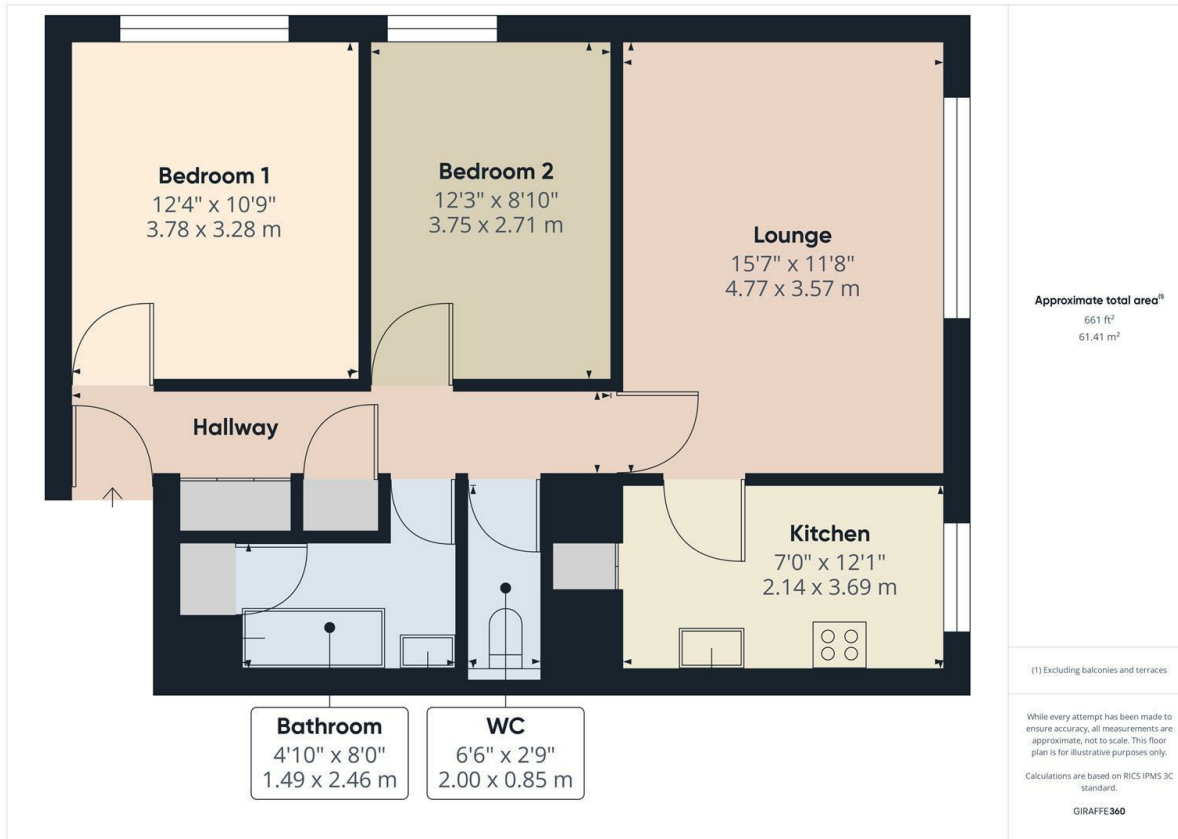 Bedroom 1
12'4" x 10'9"
3.78 x 3.28 m
Bedroom 2
12'3" x 8'10"
3.75 x 2.71 m
Lounge
15'7" x 11'8"
4.77 x 3.57 m
Hallway
Kitchen
7'0" x 12'1"
2.14 x 3.69 m
Bathroom
4'10" x 8'0"
1.49 x 2.46 m
WC
6'6" x 2'9"
2.00 x 0.85 m
Approximate total area(1)
661 ft²
61.41 m²
(1) Excluding balconies and terraces
While every attempt has been made to
ensure accuracy, all measurements are
approximate, not to scale. This floor
plan is for illustrative purposes only.
Calculations are based on RICS IPMS 3C
standard.
GIRAFFE360